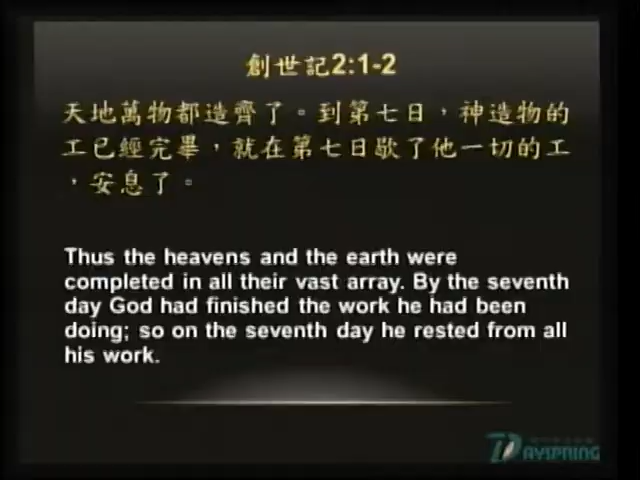 創世記2:1-2
天地萬物都造齊了。到第七日，神造物的
工已經完畢，就在第七日歇了他一切的工
，安息了。
Thus the heavens and the earth were
completed in all their vast array. By the seventh
day God had finished the work he had been
doing; so on the seventh day he rested from all
his work.
DAYSPRING